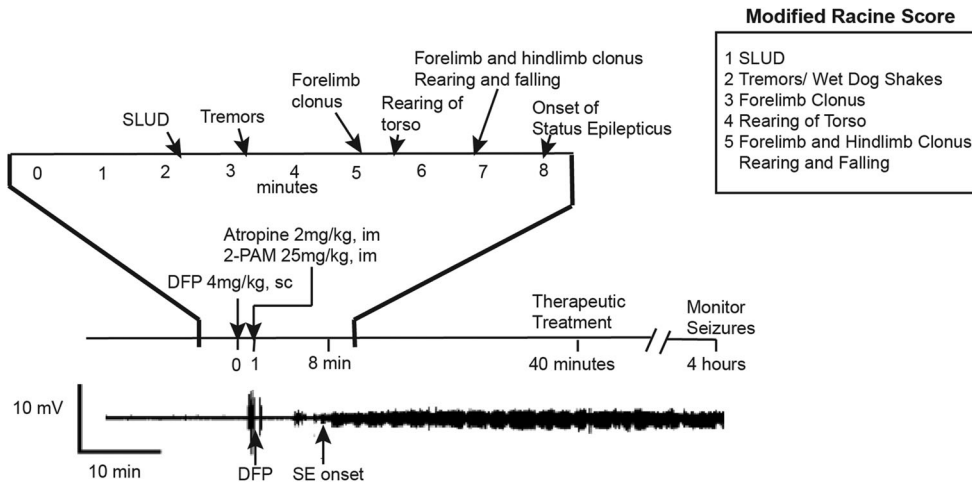 Modified Racine Score
1 SLUD
2 Tremors/ Wet Dog Shakes
3 Forelimb Clonus
4 Rearing of Torso
5 Forelimb and Hindlimb Clonus
Rearing and Falling
SLUD
Tremors
Forelimb
clonus
Rearing of
torso
Forelimb and hindlimb clonus
Rearing and falling
Onset of
Status Epilepticus
0 1 2 3 4 5 6 7 8
minutes
Atropine 2mg/kg, im
2-PAM 25mg/kg, im
DFP 4mg/kg, sc
Therapeutic
Treatment
Monitor
Seizures
0 1 8 min 40 minutes 4 hours
10 mV
10 min
DFP
SE onset